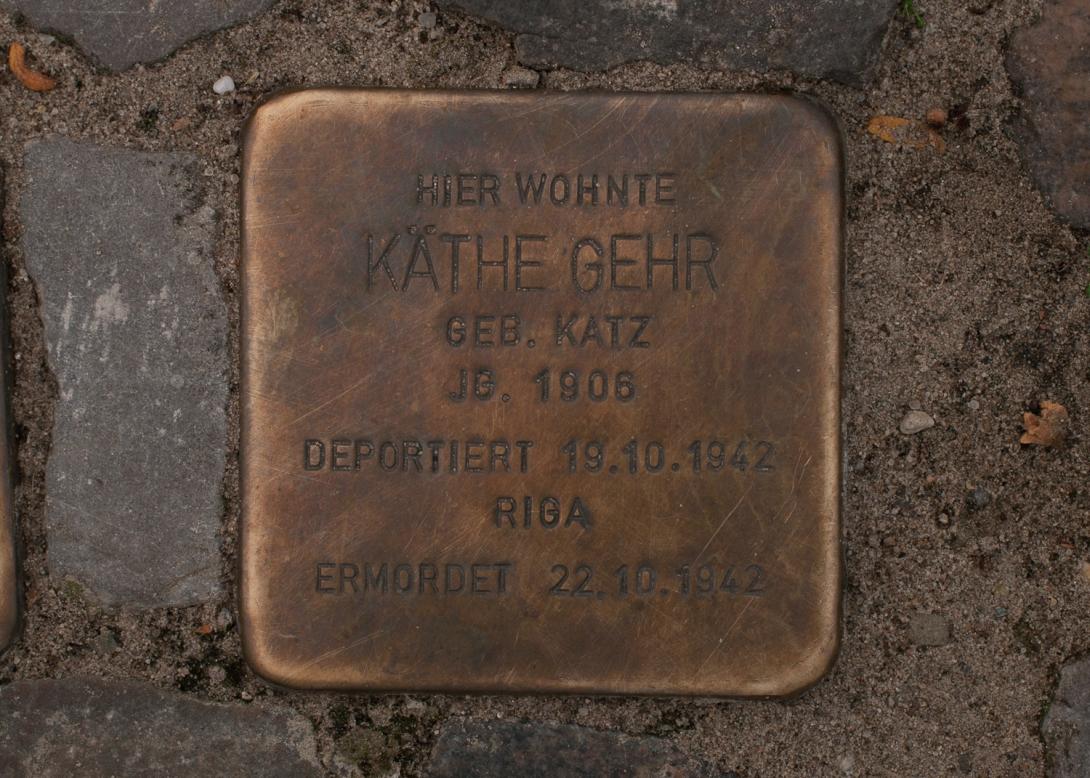 HIER WOHNTE
KÄTHE GEHR
GEB. KATZ
JG. 1906
DEPORTIERT 19.10.1942
RIGA
ERMORDET 22.10.1942